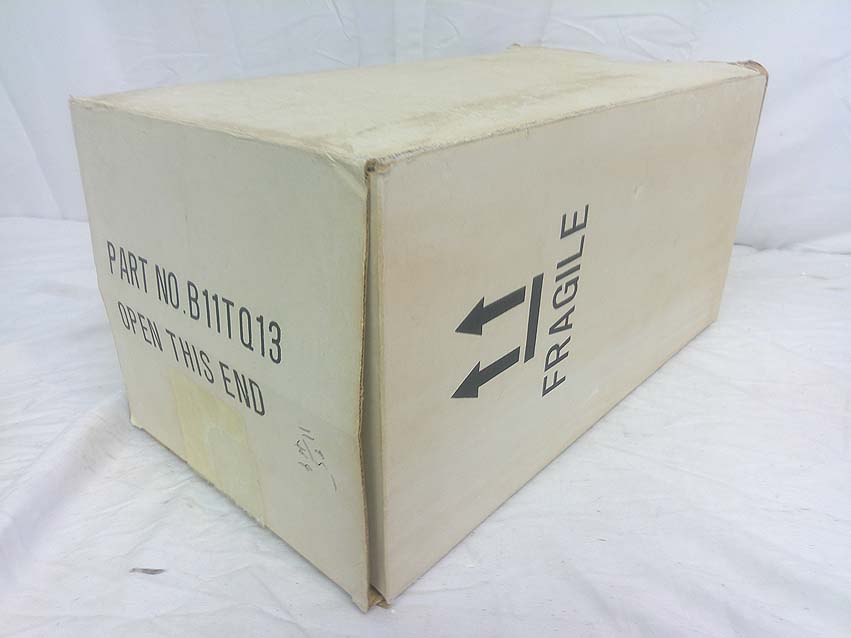 PART NO.B11TQ13
OPEN THIS END
FRAGILE